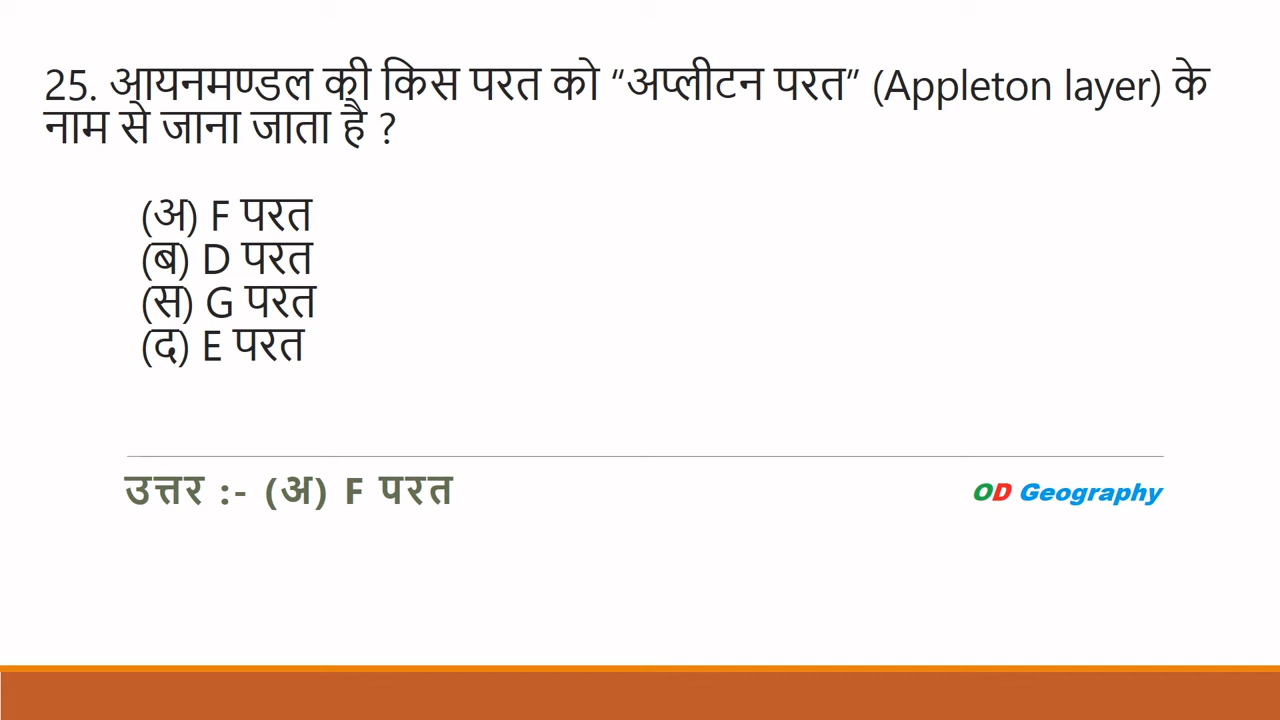 25. आयनमण्डल की किस परत को “अप्लीटन परत” (Appleton layer) के
नाम से जाना जाता है ?
(अ) F परत
(ब) D परत
(स) G परत
(द) E परत
उत्तर :- (अ) F परत
OD Geography